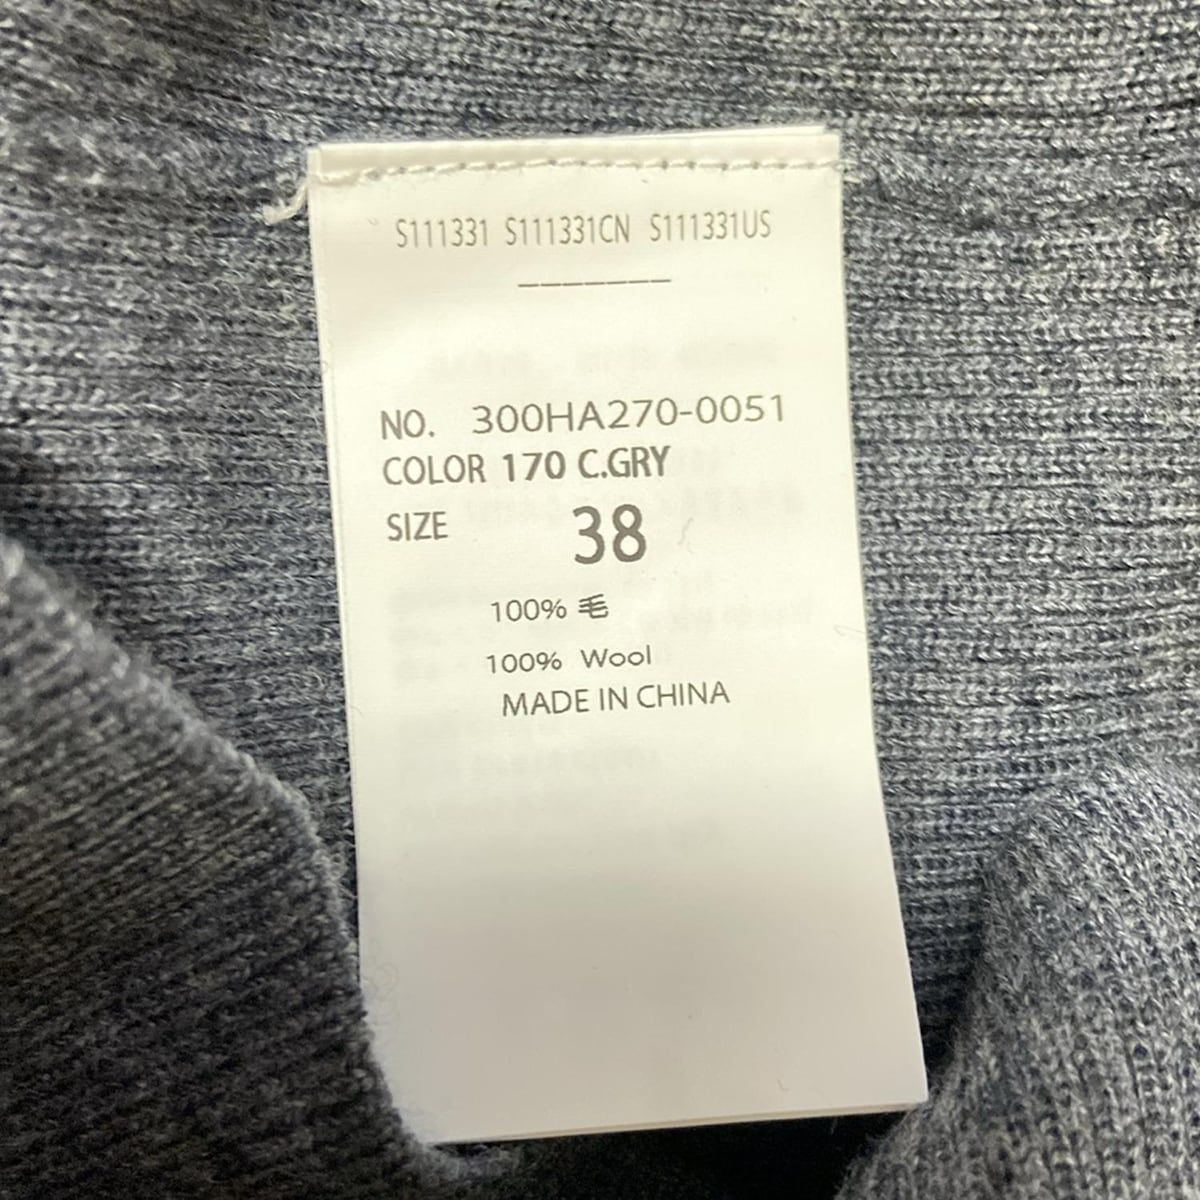 S111331 S111331CN S111331US
NO. 300HA270-0051
COLOR 170 C.GRY
SIZE 38
100% 毛
100% Wool
MADE IN CHINA